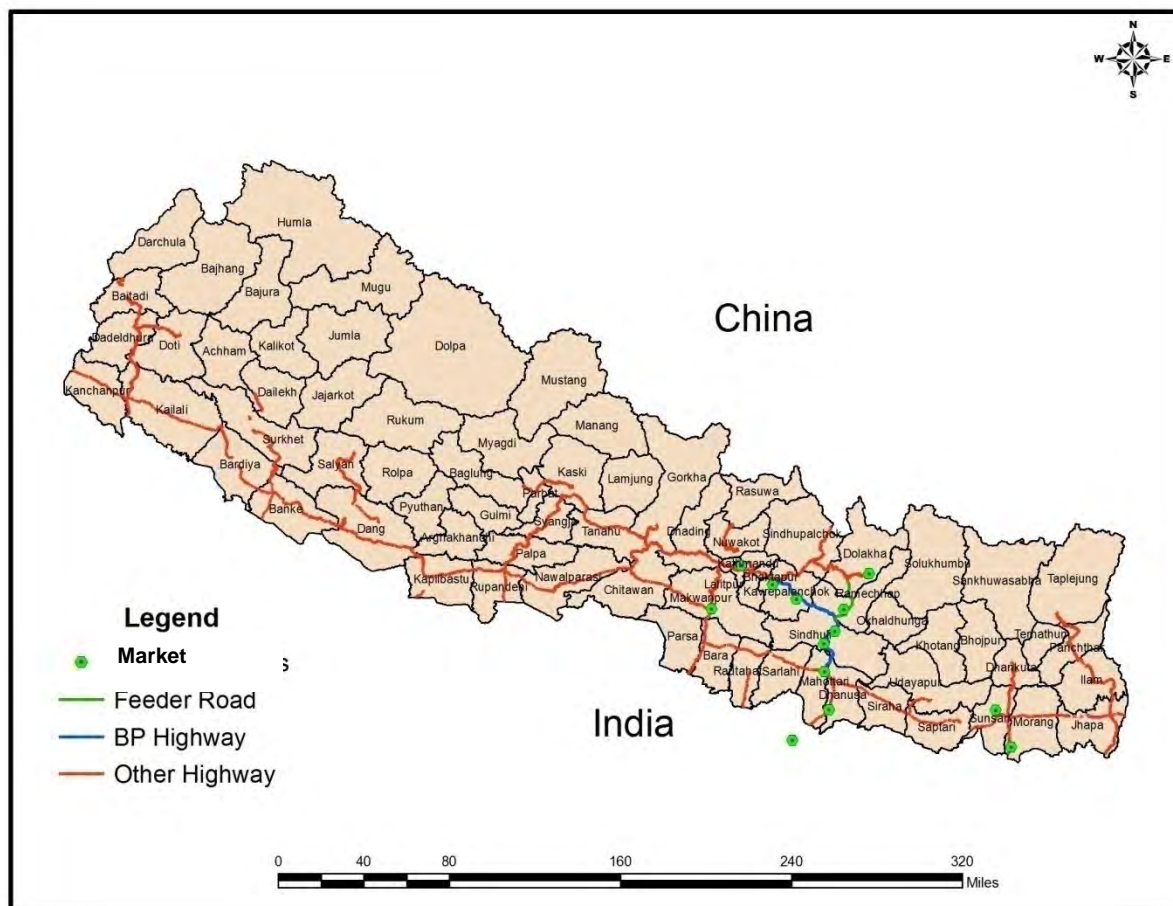 N
W E
S
Humla
Darchula
Bajhang
Mugu
Bajura
Baitadi
China
Jumla
Dadeldhura
Doti
Achham
Kalikot
Dolpa
Mustang
Kanchanpur
Dailekh
Jajarkot
Kailali
Rukum
Manang
Surkhet
Myagdi
Bardiya
Salyan
Rolpa
Baglung
Kaski
Lamjung
Gorkha
Rasuwa
Parbat
Banke
Pyuthan
Gulmi
Syangja
Tanahu
Dhading
Nuwakot
Sindhupalchok
Dang
Arghakhanchi
Dolakha
Palpa
Solukhumbu
Kathmandu
Bhaktapur
Sankhuwasabha
Taplejung
Kapilbastu
Rupandehi
Nawalparasi
Chitawan
Lalitpur
Makwanpur
Kavrepalanchok
Ramechhap
Okhaldhunga
Legend
Parsa
Sindhuli
Khotang
Bhojpur
Terhathum
Panchthar
Market
s
Bara
Rautahat
Sarlahi
Mahottari
Udayapur
Dhankuta
Ilam
Feeder Road
Dhanusa
Siraha
India
Saptari
Sunsari
Morang
Jhapa
BP Highway
Other Highway
0 40 80 160 240 320
Miles